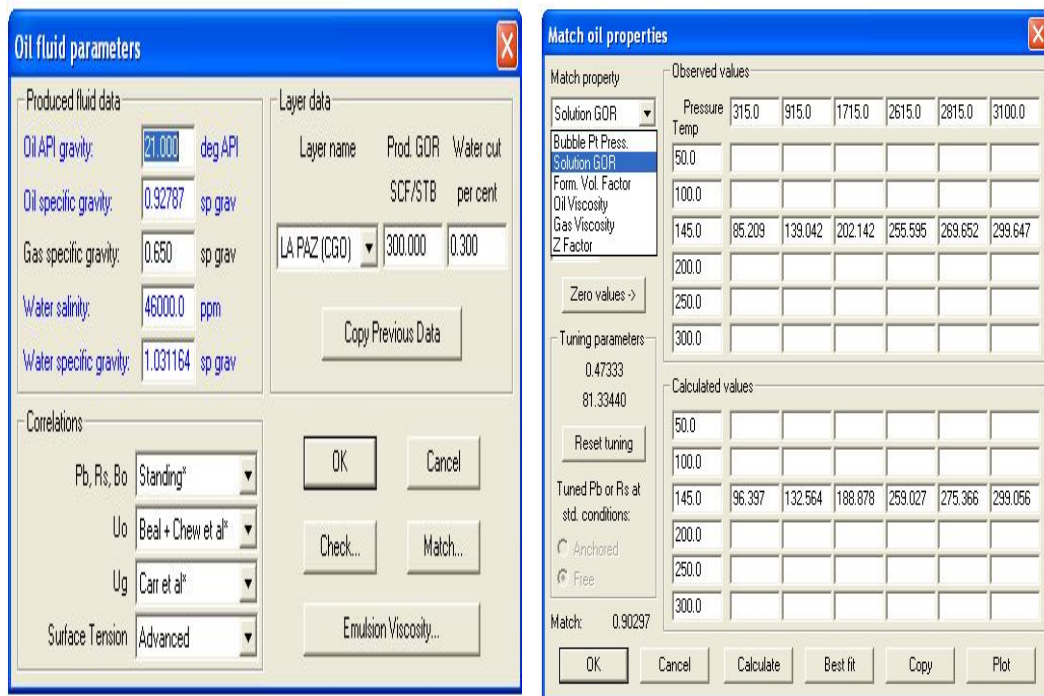 Oil fluid parameters
Produced fluid data
Oil API gravity: 21.000 deg API
Oil specific gravity: 0.92787 sp grav
Gas specific gravity: 0.650 sp grav
Water salinity: 46000.0 ppm
Water specific gravity: 1.031164 sp grav
Layer data
Layer name Prod. GOR Water cut
SCF/STB per cent
LA PAZ (CGO) 300.000 0.300
Copy Previous Data
Correlations
Pb, Rs, Bo Standing*
Uo Beal + Chew et al*
Ug Carr et al*
Surface Tension Advanced
OK Cancel
Check... Match...
Emulsion Viscosity...
Match oil properties
Match property
Solution GOR
Bubble Pt Press.
Solution GOR
Form. Vol. Factor
Oil Viscosity
Gas Viscosity
Z Factor
Zero values ->
Tuning parameters
0.47333
81.33440
Reset tuning
Tuned Pb or Rs at
std. conditions:
Anchored
Free
Match: 0.90297
Observed values
Pressure 315.0 915.0 1715.0 2615.0 2815.0 3100.0
Temp
50.0
100.0
145.0 85.209 139.042 202.142 255.595 269.652 299.647
200.0
250.0
300.0
Calculated values
50.0
100.0
145.0 96.397 132.564 188.878 259.027 275.366 299.056
200.0
250.0
300.0
OK Cancel Calculate Best fit Copy Plot